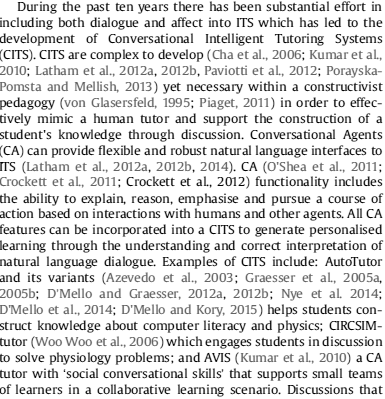 During the past ten years there has been substantial effort in
including both dialogue and affect into ITS which has led to the
development of Conversational Intelligent Tutoring Systems
(CITS). CITS are complex to develop (Cha et al., 2006; Kumar et al.,
2010; Latham et al., 2012a, 2012b, Paviotti et al., 2012; Porayska-
Pomsta and Mellish, 2013) yet necessary within a constructivist
pedagogy (von Glasersfeld, 1995; Piaget, 2011) in order to effec-
tively mimic a human tutor and support the construction of a
student's knowledge through discussion. Conversational Agents
(CA) can provide flexible and robust natural language interfaces to
ITS (Latham et al., 2012a, 2012b, 2014). CA (O'Shea et al., 2011;
Crockett et al., 2011; Crockett et al., 2012) functionality includes
the ability to explain, reason, emphasise and pursue a course of
action based on interactions with humans and other agents. All CA
features can be incorporated into a CITS to generate personalised
learning through the understanding and correct interpretation of
natural language dialogue. Examples of CITS include: AutoTutor
and its variants (Azevedo et al., 2003; Graesser et al., 2005a,
2005b; D'Mello and Graesser, 2012a, 2012b; Nye et al. 2014;
D'Mello et al., 2014; D'Mello and Kory, 2015) helps students con-
struct knowledge about computer literacy and physics; CIRCSIM-
tutor (Woo Woo et al., 2006) which engages students in discussion
to solve physiology problems; and AVIS (Kumar et al., 2010) a CA
tutor with 'social conversational skills' that supports small teams
of learners in a collaborative learning scenario. Discussions that